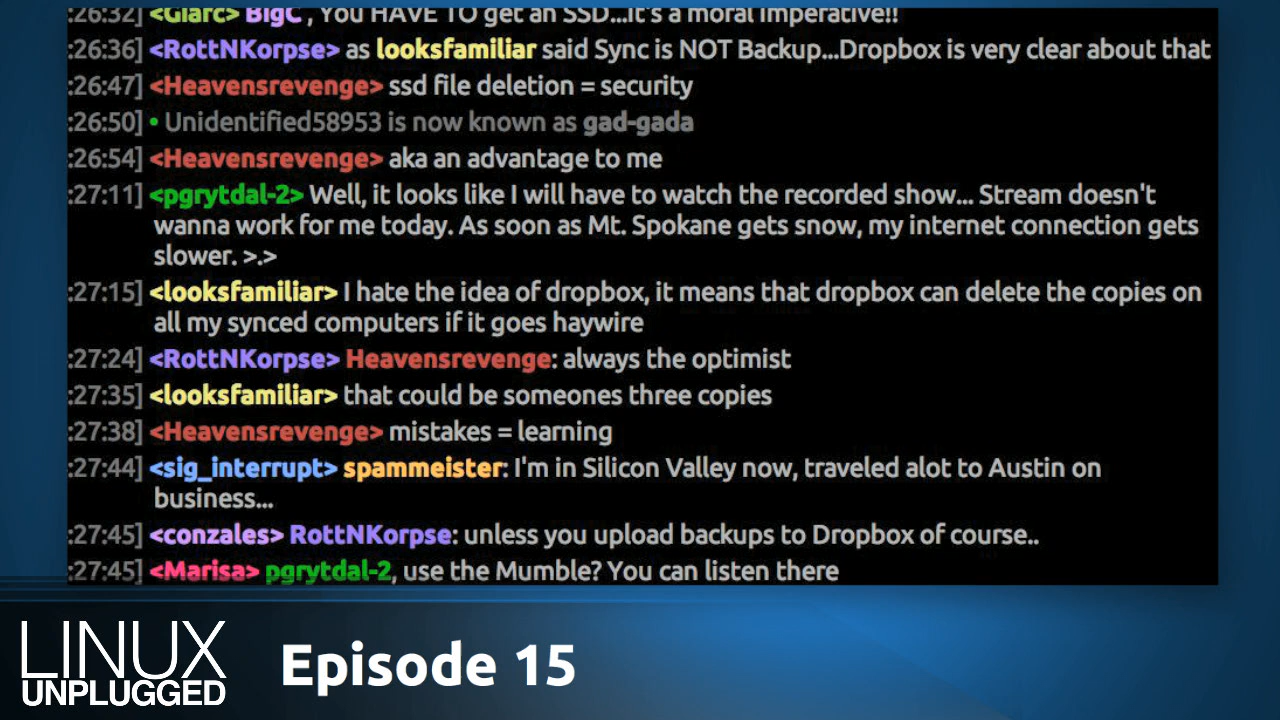 :26:32] <Glarc> BigC , You HAVE TO get an SSD...it's a moral imperative!!
:26:36] <RottNKorpse> as looksfamiliar said Sync is NOT Backup...Dropbox is very clear about that
:26:47] <Heavensrevenge> ssd file deletion = security
:26:50] • Unidentified58953 is now known as gad-gada
:26:54] <Heavensrevenge> aka an advantage to me
:27:11] <pgrytdal-2> Well, it looks like I will have to watch the recorded show... Stream doesn't
wanna work for me today. As soon as Mt. Spokane gets snow, my internet connection gets
slower. >.>
:27:15] <looksfamiliar> I hate the idea of dropbox, it means that dropbox can delete the copies on
all my synced computers if it goes haywire
:27:24] <RottNKorpse> Heavensrevenge: always the optimist
:27:35] <looksfamiliar> that could be someones three copies
:27:38] <Heavensrevenge> mistakes = learning
:27:44] <sig_interrupt> spammeister: I'm in Silicon Valley now, traveled alot to Austin on
business...
:27:45] <conzales> RottNKorpse: unless you upload backups to Dropbox of course..
:27:45] <Marisa> pgrytdal-2, use the Mumble? You can listen there
LINUX
UNPLUGGED
Episode 15